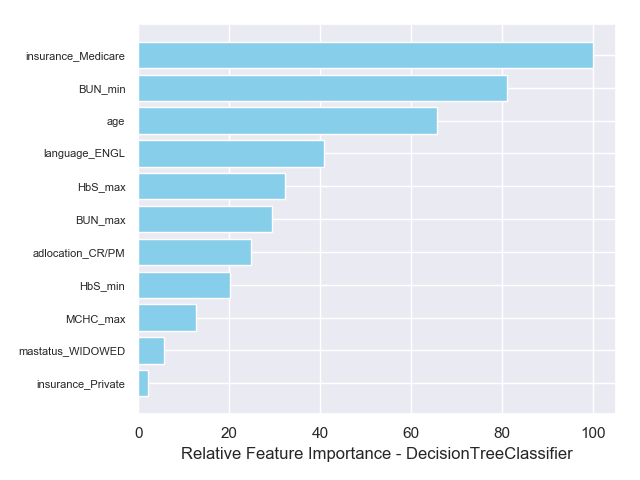 insurance_Medicare
BUN_min
age
language_ENGL
HbS_max
BUN_max
adlocation_CR/PM
HbS_min
MCHC_max
mastatus_WIDOWED
insurance_Private
0 20 40 60 80 100
Relative Feature Importance - DecisionTreeClassifier